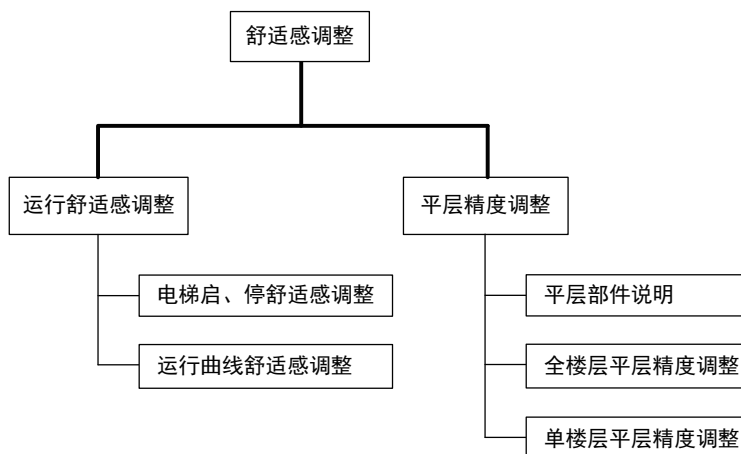 舒适感调整
运行舒适感调整
平层精度调整
电梯启、停舒适感调整
平层部件说明
运行曲线舒适感调整
全楼层平层精度调整
单楼层平层精度调整